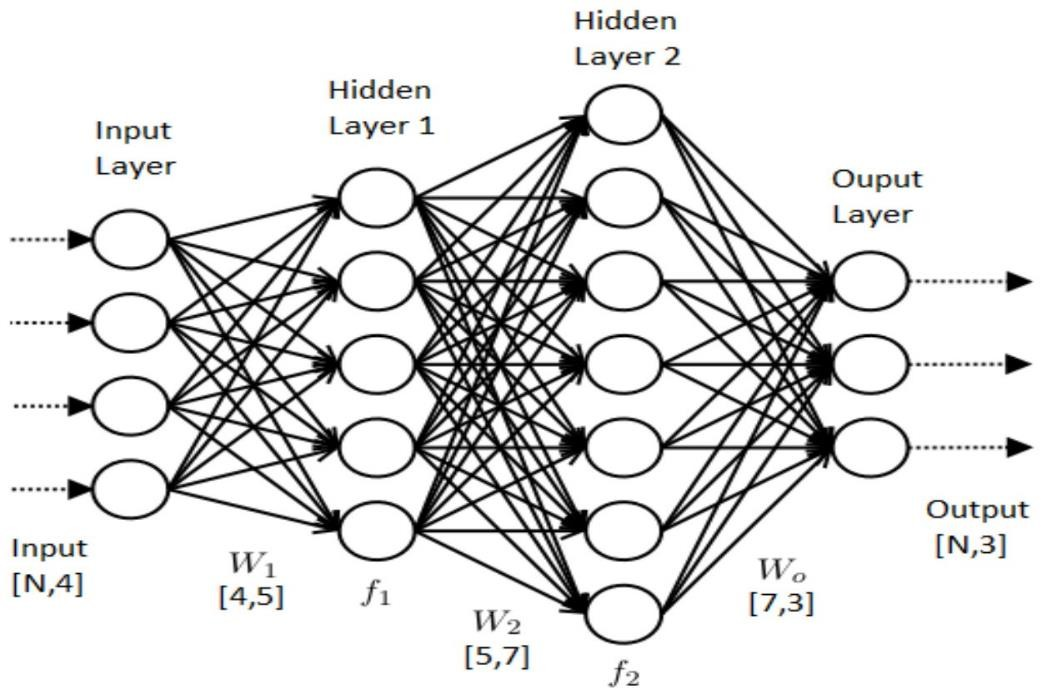 Hidden
Layer 2
Hidden
Layer 1
Input
Layer
Ouput
Layer
Input
[N,4]
W₁
[4,5]
f₁
W₂
[5,7]
f₂
Wₒ
[7,3]
Output
[N,3]